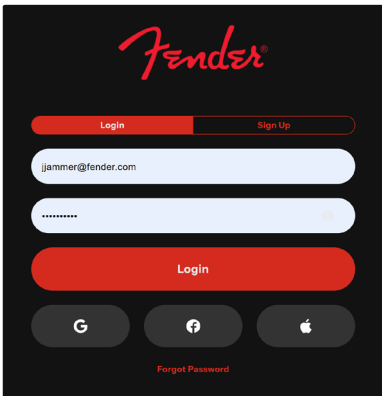 Fender®
Login
Sign Up
jjammer@fender.com
••••••••••
Login
Forgot Password